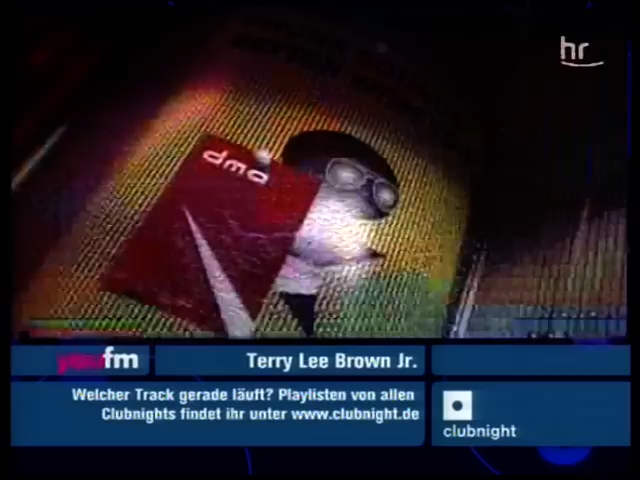 hr
dmo
youfm
Terry Lee Brown Jr.
Welcher Track gerade läuft? Playlisten von allen
Clubnights findet ihr unter www.clubnight.de
clubnight